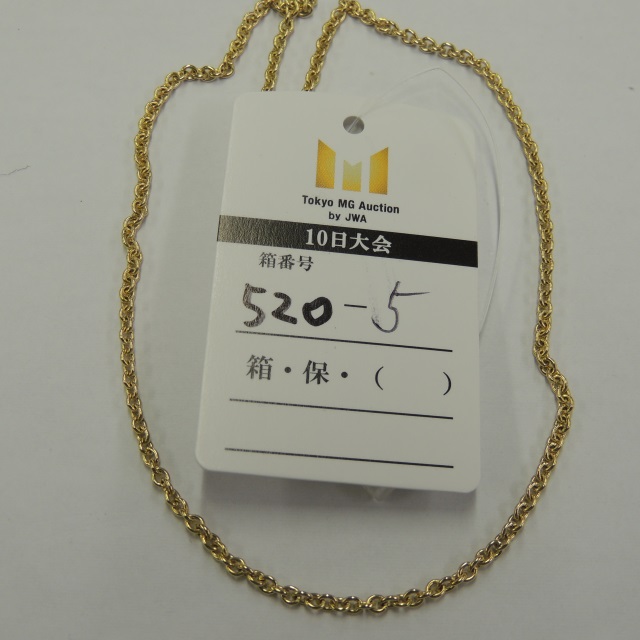 Tokyo MG Auction
by JWA
10日大会
箱番号
520-5
箱・保・(　　)